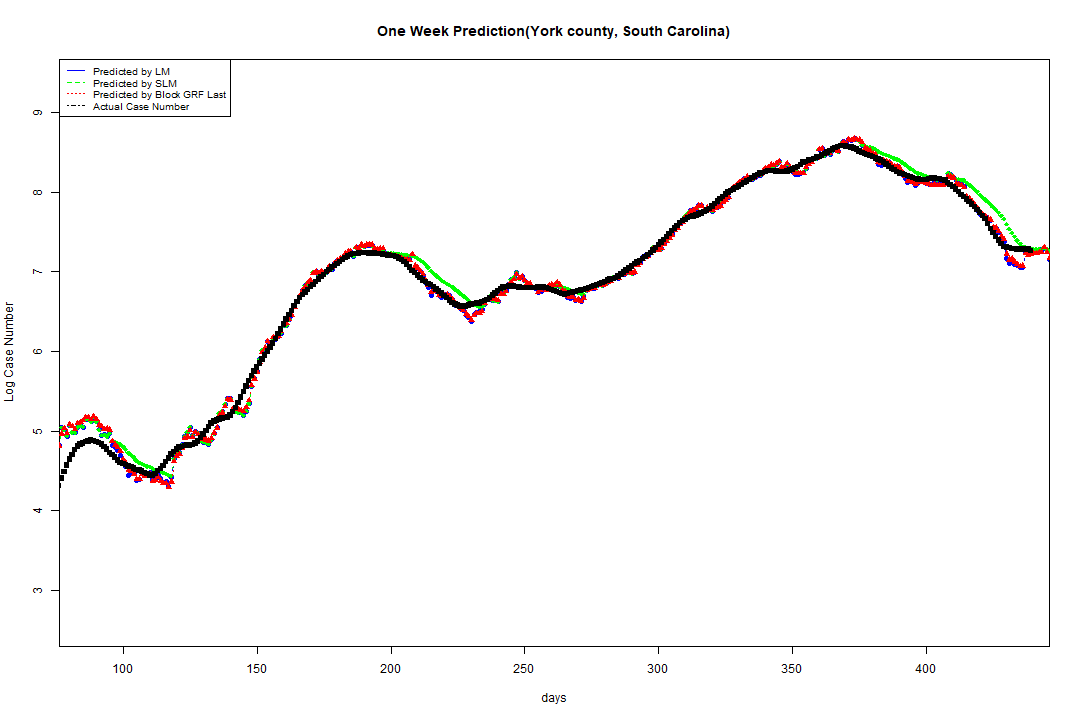 One Week Prediction(York county, South Carolina)
Predicted by LM
Predicted by SLM
Predicted by Block GRF Last
Actual Case Number
9
8
7
6
5
4
3
Log Case Number
100 150 200 250 300 350 400
days